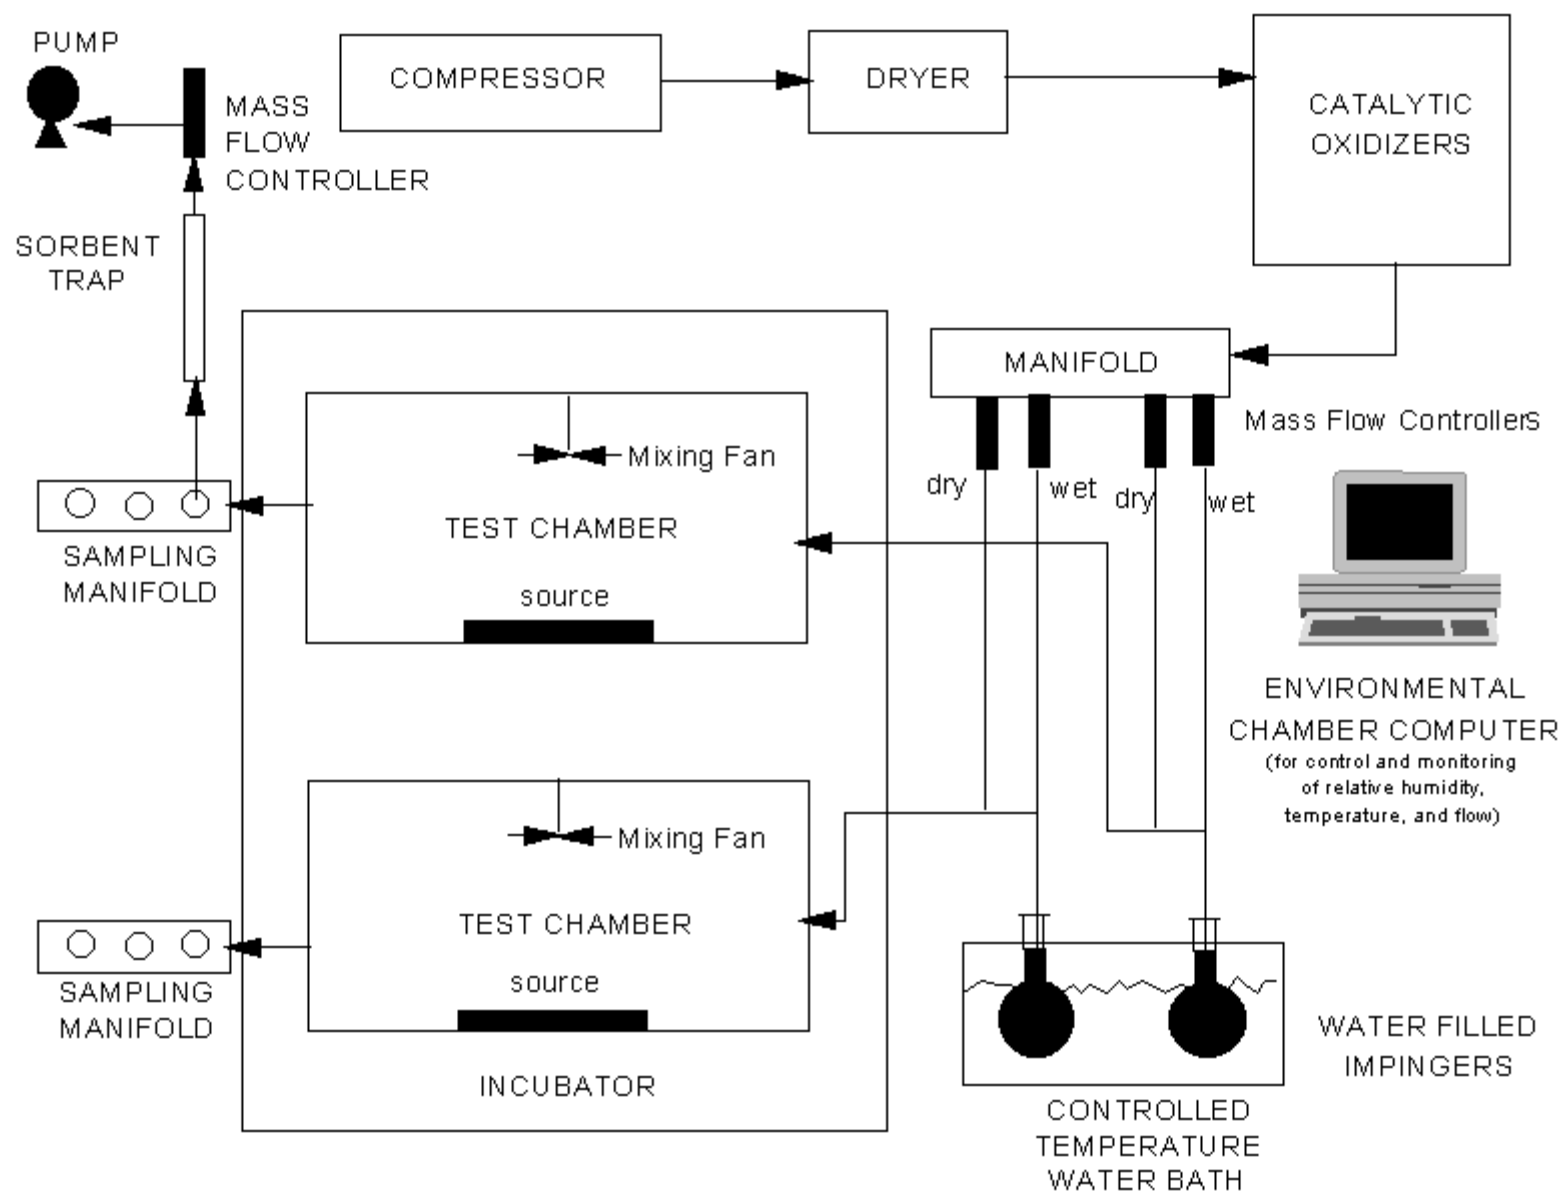 PUMP
MASS
FLOW
CONTROLLER
COMPRESSOR
DRYER
CATALYTIC
OXIDIZERS
SORBENT
TRAP
MANIFOLD
Mass Flow Controllers
dry
wet
dry
wet
Mixing Fan
TEST CHAMBER
source
SAMPLING
MANIFOLD
ENVIRONMENTAL
CHAMBER COMPUTER
(for control and monitoring
of relative humidity,
temperature, and flow)
Mixing Fan
TEST CHAMBER
source
SAMPLING
MANIFOLD
INCUBATOR
WATER FILLED
IMPINGERS
CONTROLLED
TEMPERATURE
WATER BATH